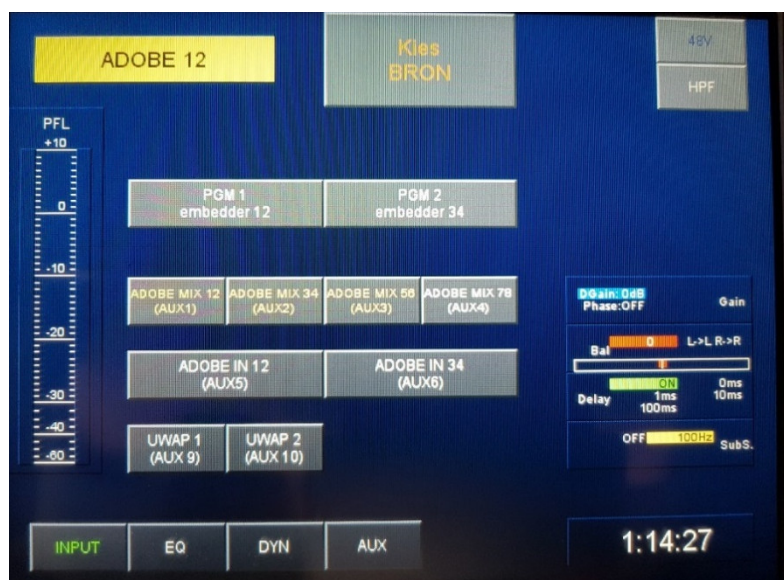 ADOBE 12
Kies
BRON
48V
HPF
PFL
+10
0
-10
-20
-30
-40
-60
PGM 1
embedder 12
PGM 2
embedder 34
ADOBE MIX 12
(AUX1)
ADOBE MIX 34
(AUX2)
ADOBE MIX 56
(AUX3)
ADOBE MIX 78
(AUX4)
ADOBE IN 12
(AUX5)
ADOBE IN 34
(AUX6)
UWAP 1
(AUX 9)
UWAP 2
(AUX 10)
DGain: 0dB
Phase:OFF
Gain
Bal
0
L->L R->R
Delay
ON
0ms
1ms
10ms
100ms
OFF
100Hz
SubS.
INPUT
EQ
DYN
AUX
1:14:27